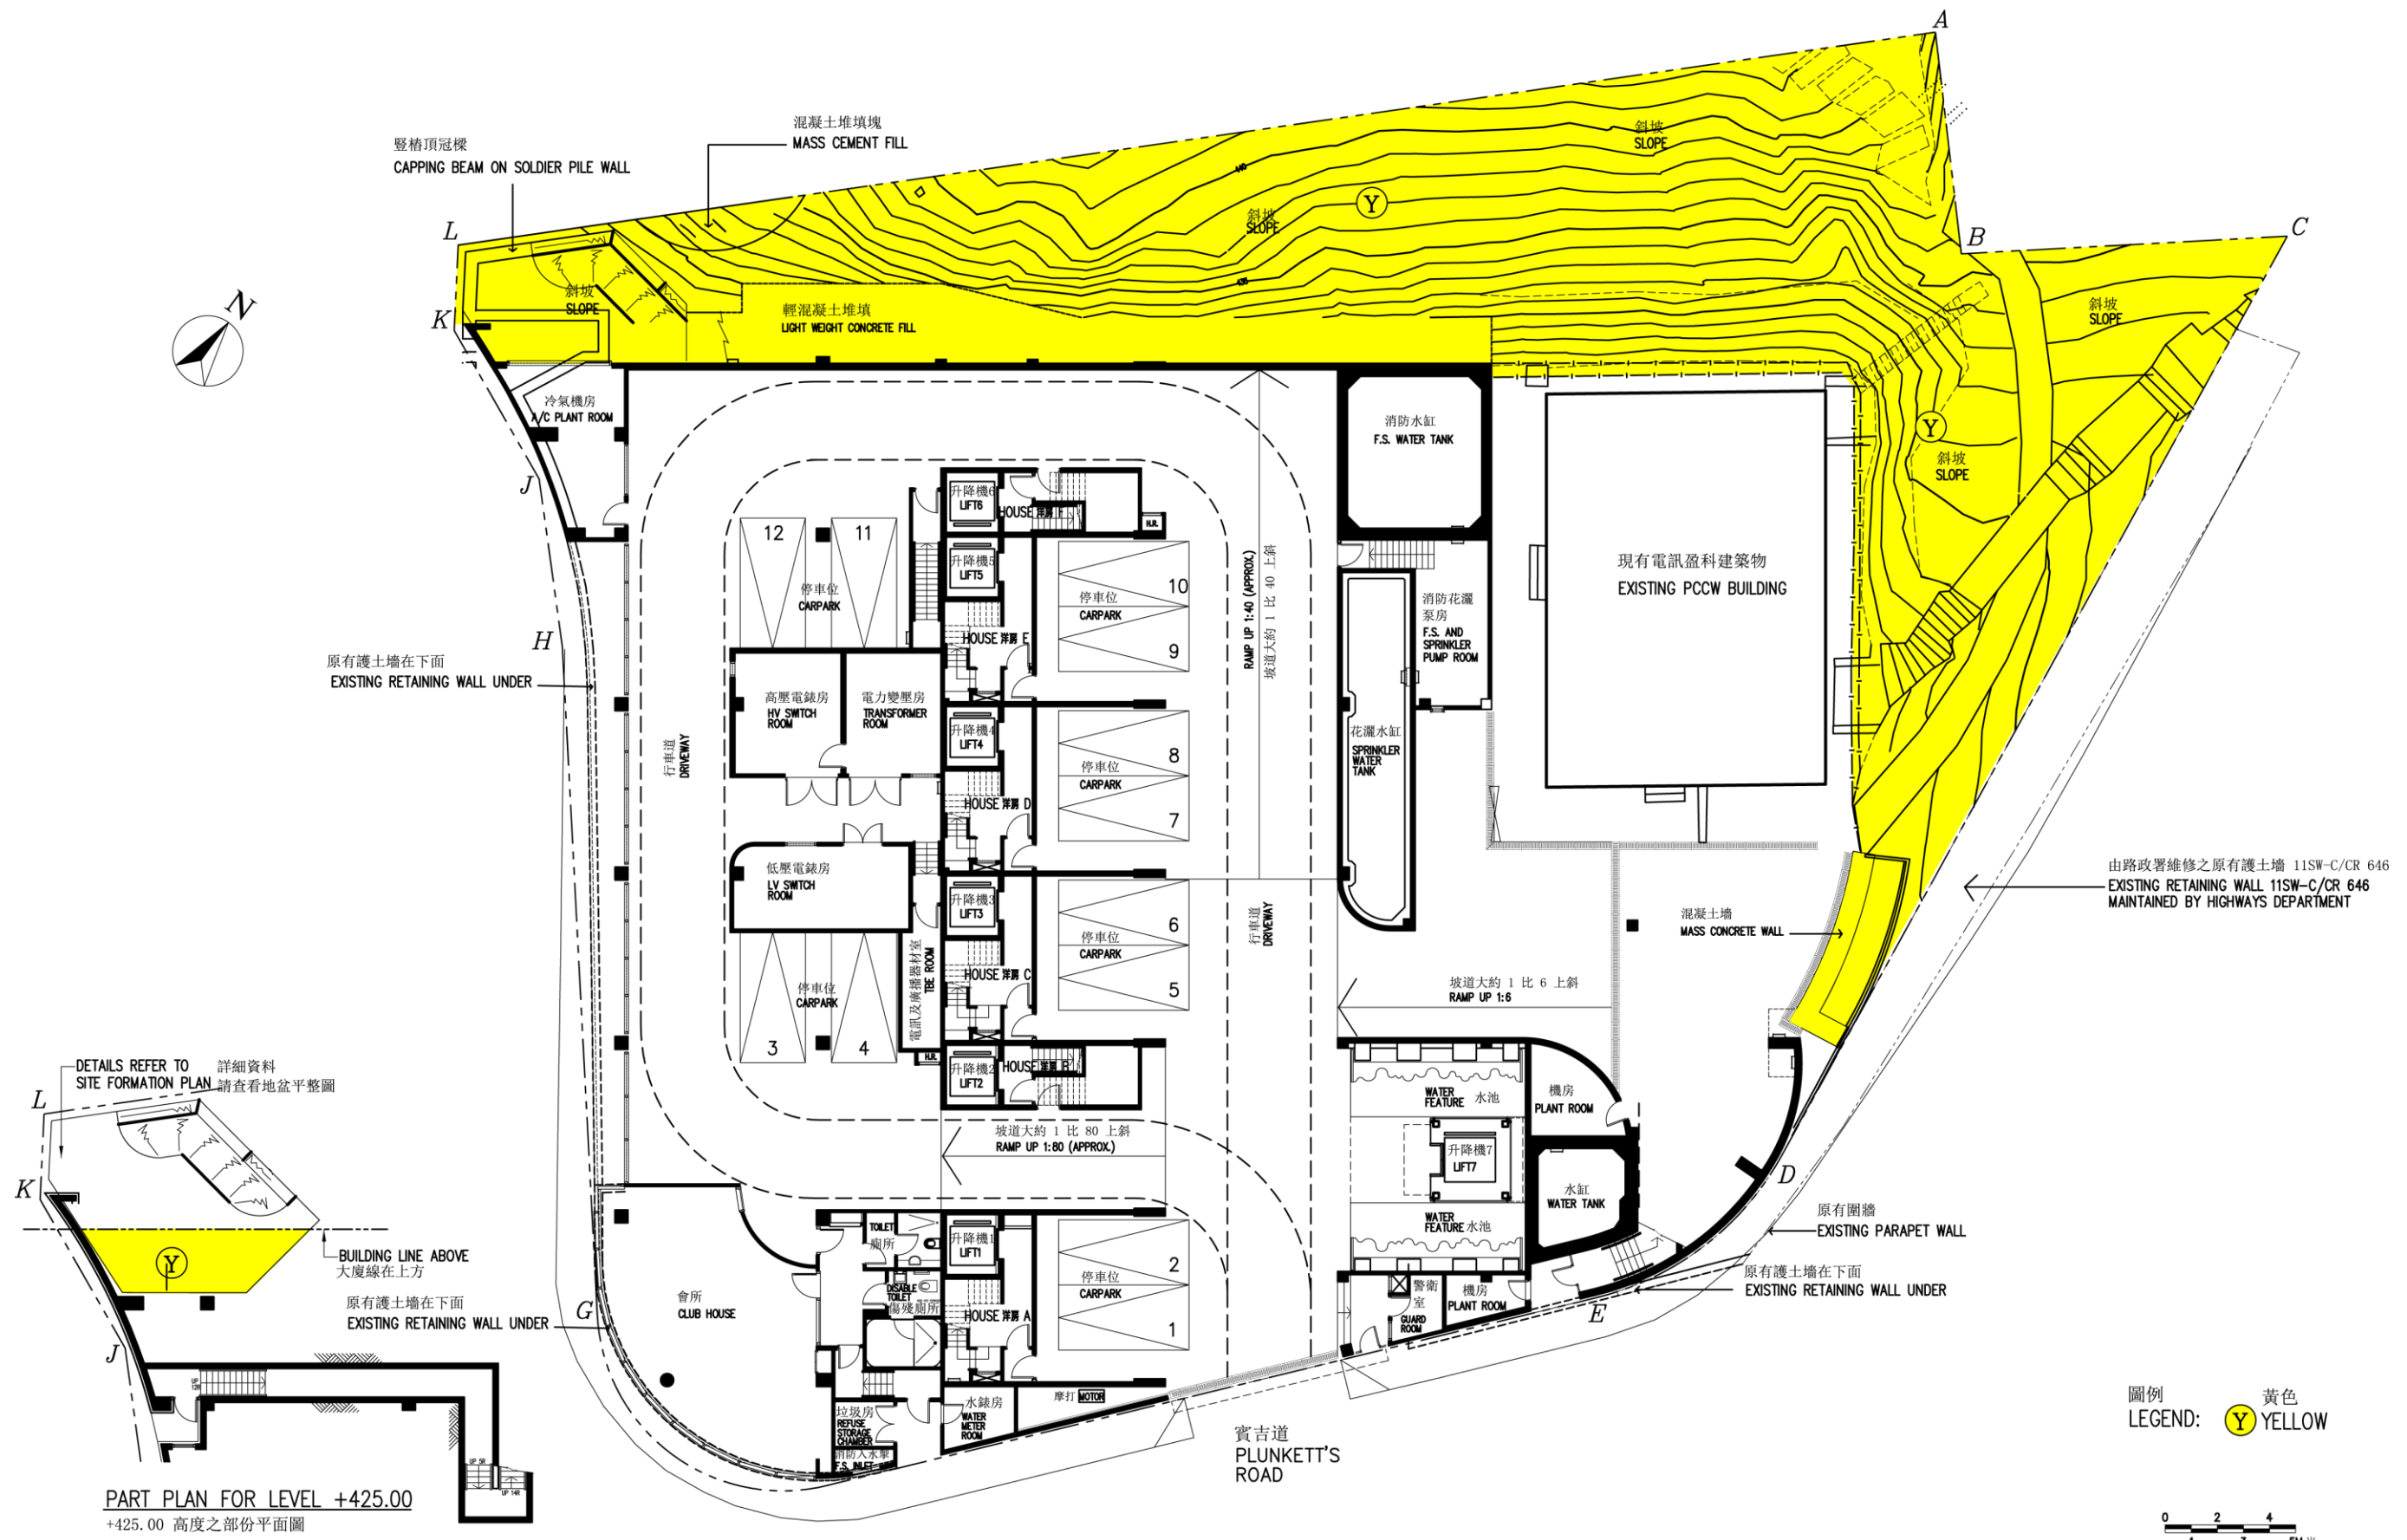 A
混凝土堆填塊
MASS CEMENT FILL
豎樁頂冠樑
CAPPING BEAM ON SOLDIER PILE WALL
斜坡
SLOPE
440
Y
斜坡
SLOPE
L
B
C
斜坡
SLOPE
435
斜坡
SLOPE
N
K
輕混凝土堆填
LIGHT WEIGHT CONCRETE FILL
冷氣機房
A/C PLANT ROOM
消防水缸
F.S. WATER TANK
Y
斜坡
SLOPE
J
升降機6
LIFT6
HOUSE 洋房 F
H.R.
12
11
升降機5
LIFT5
停車位
CARPARK
10
停車位
CARPARK
9
RAMP UP 1:40 (APPROX.)
坡道大約 1 比 40 上斜
現有電訊盈科建築物
EXISTING PCCW BUILDING
消防花灑
泵房
F.S. AND
SPRINKLER
PUMP ROOM
H
HOUSE 洋房 E
原有護土墻在下面
EXISTING RETAINING WALL UNDER
高壓電錶房
HV SWITCH
ROOM
電力變壓房
TRANSFORMER
ROOM
升降機4
LIFT4
8
停車位
CARPARK
7
行車道
DRIVEWAY
花灑水缸
SPRINKLER
WATER
TANK
HOUSE 洋房 D
低壓電錶房
LV SWITCH
ROOM
升降機3
LIFT3
6
停車位
CARPARK
5
行車道
DRIVEWAY
由路政署維修之原有護土墻 11SW-C/CR 646
EXISTING RETAINING WALL 11SW-C/CR 646
MAINTAINED BY HIGHWAYS DEPARTMENT
混凝土墻
MASS CONCRETE WALL
電訊及廣播器材室
TBE ROOM
HOUSE 洋房 C
停車位
CARPARK
3
4
坡道大約 1 比 6 上斜
RAMP UP 1:6
H.R.
升降機2
LIFT2
HOUSE 洋房 B
坡道大約 1 比 80 上斜
RAMP UP 1:80 (APPROX.)
WATER
FEATURE 水池
機房
PLANT ROOM
升降機7
LIFT7
水缸
WATER TANK
WATER
FEATURE 水池
D
原有圍牆
EXISTING PARAPET WALL
原有護土墻在下面
EXISTING RETAINING WALL UNDER
E
DETAILS REFER TO
SITE FORMATION PLAN
詳細資料
請查看地盆平整圖
L
K
Y
BUILDING LINE ABOVE
大廈線在上方
原有護土墻在下面
EXISTING RETAINING WALL UNDER
J
G
會所
CLUB HOUSE
TOILET
廁所
DISABLE
TOILET
傷殘廁所
升降機1
LIFT1
HOUSE 洋房 A
2
停車位
CARPARK
1
警衛
室
GUARD
ROOM
機房
PLANT ROOM
垃圾房
REFUSE
STORAGE
CHAMBER
水錶房
WATER
METER
ROOM
摩打 MOTOR
賓吉道
PLUNKETT'S
ROAD
UP 5R
UP 14R
PART PLAN FOR LEVEL +425.00
+425.00 高度之部份平面圖
圖例
LEGEND:
Y
黃色
YELLOW
0 2 4